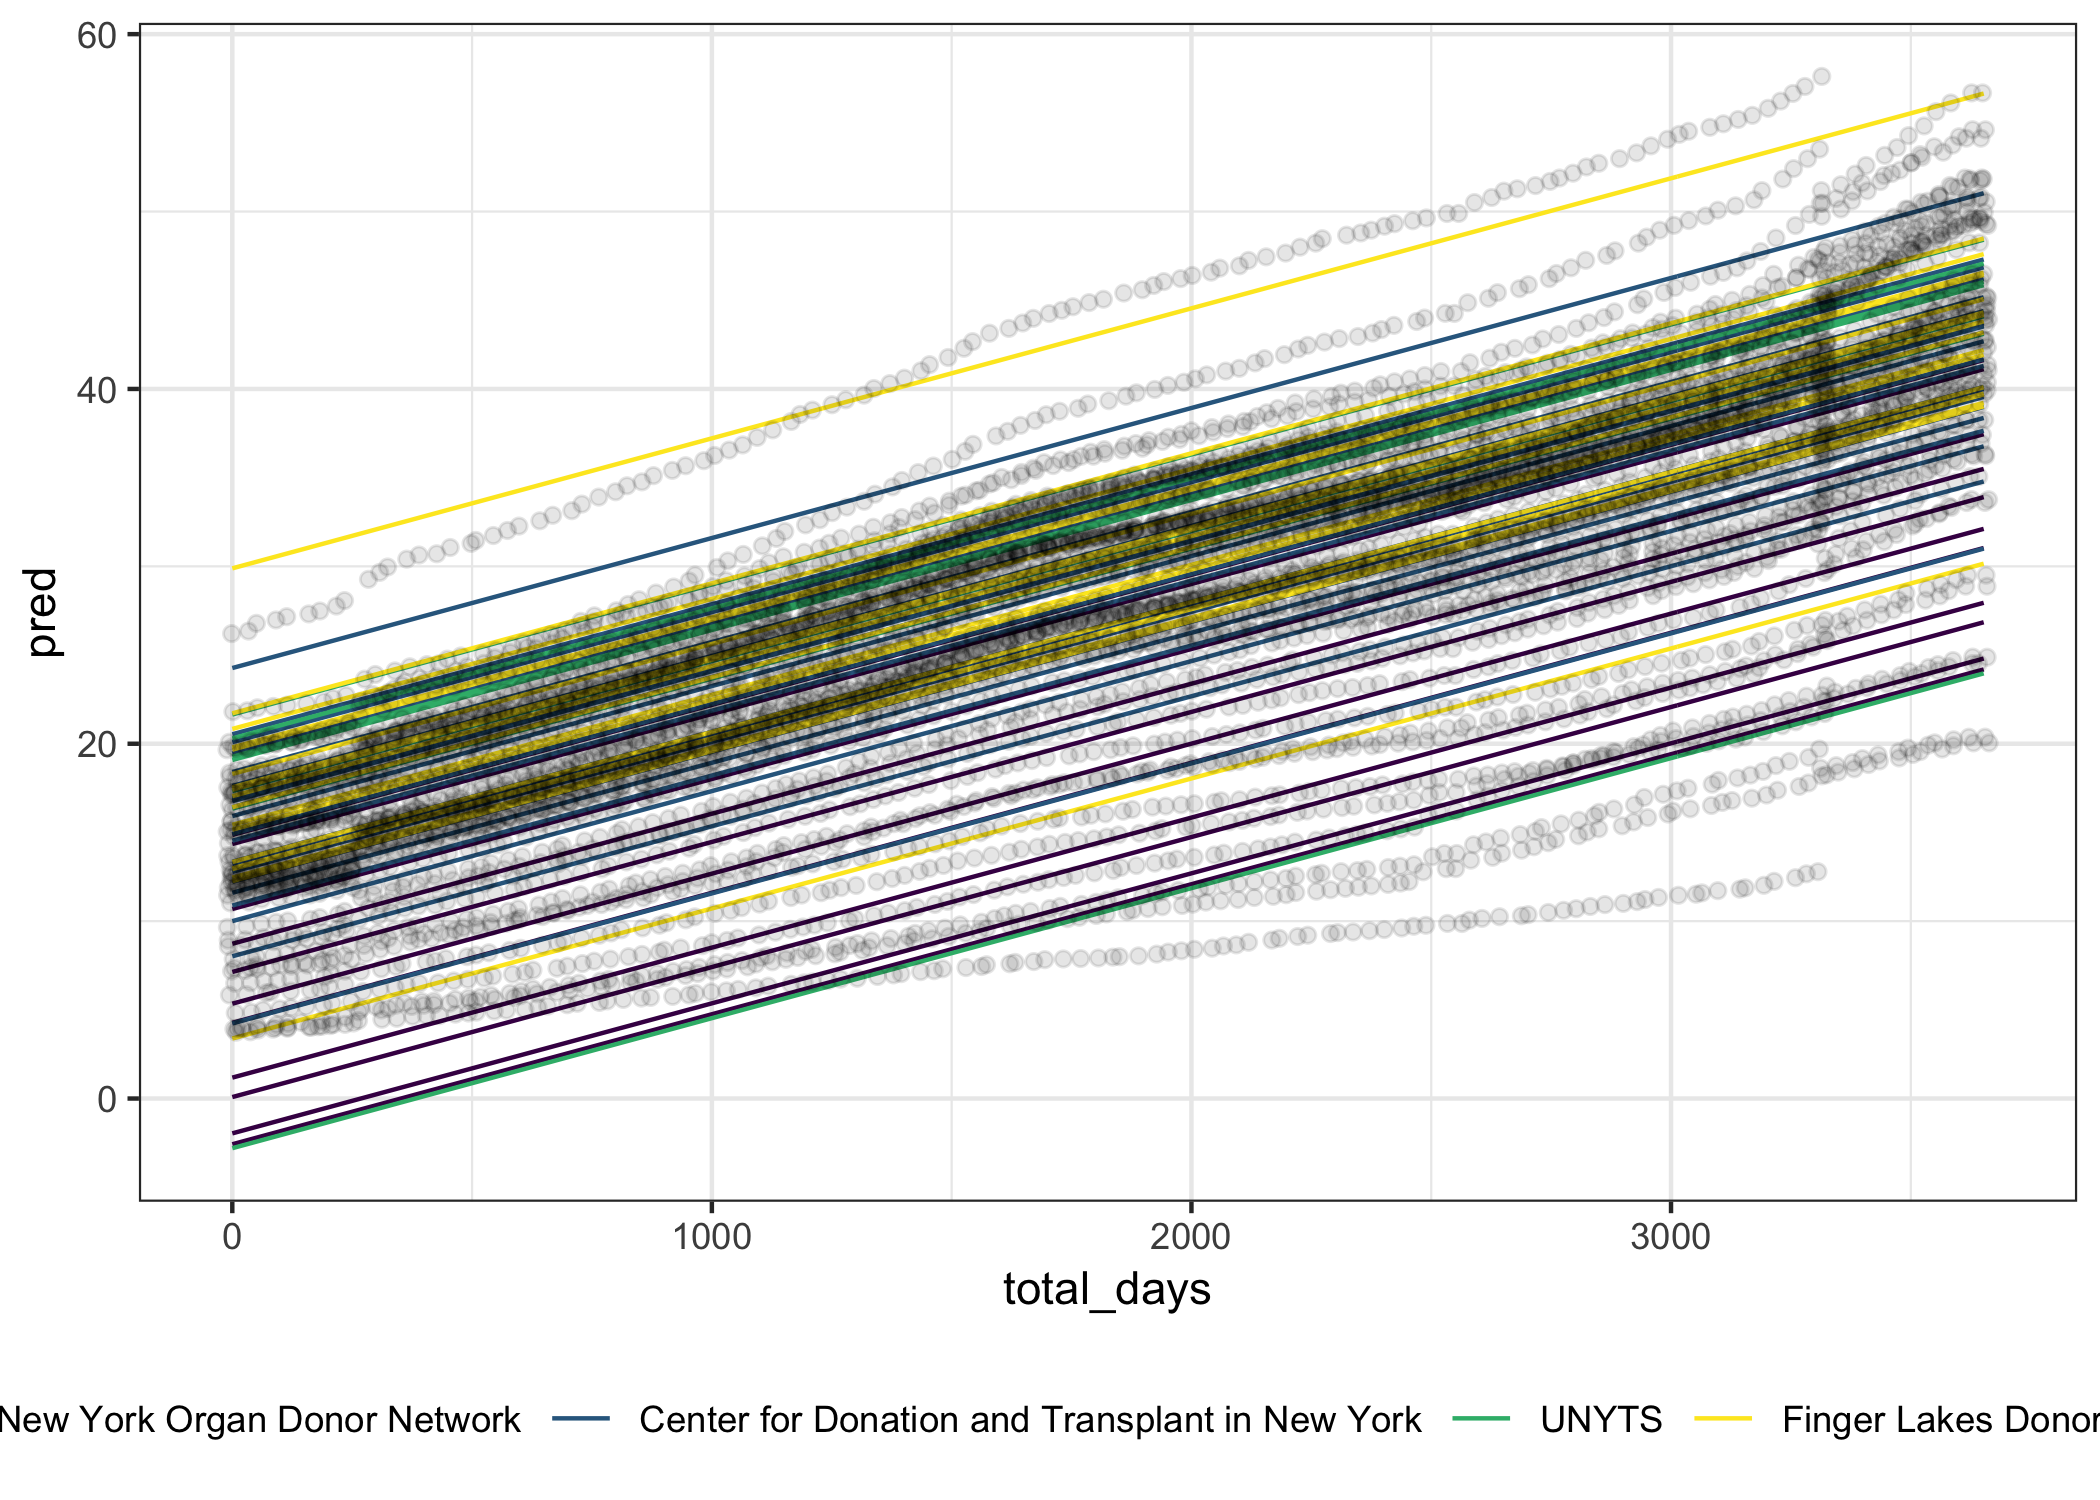 60
40
20
0
pred
0 1000 2000 3000
total_days
New York Organ Donor Network Center for Donation and Transplant in New York UNYTS Finger Lakes Donor